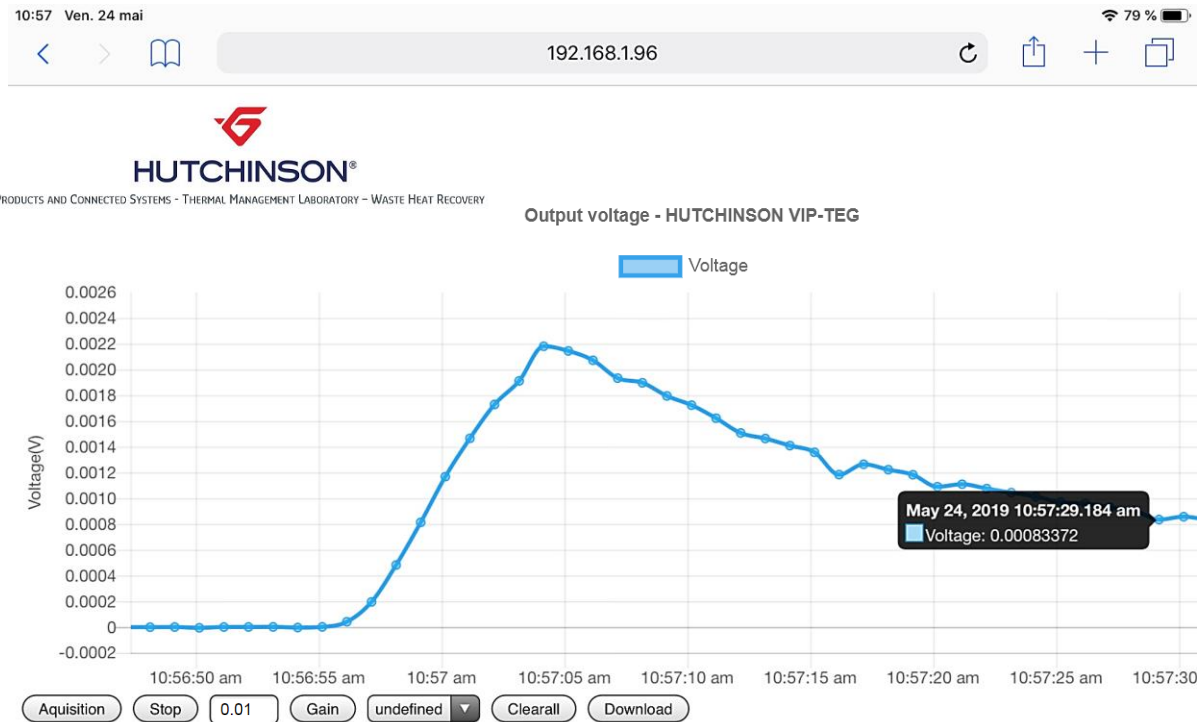 10:57 Ven. 24 mai 79 %
192.168.1.96
HUTCHINSON®
PRODUCTS AND CONNECTED SYSTEMS - THERMAL MANAGEMENT LABORATORY – WASTE HEAT RECOVERY
Output voltage - HUTCHINSON VIP-TEG
Voltage
0.0026
0.0024
0.0022
0.0020
0.0018
0.0016
0.0014
0.0012
0.0010
0.0008
0.0006
0.0004
0.0002
0
-0.0002
Voltage(V)
May 24, 2019 10:57:29.184 am
Voltage: 0.00083372
10:56:50 am 10:56:55 am 10:57 am 10:57:05 am 10:57:10 am 10:57:15 am 10:57:20 am 10:57:25 am 10:57:30
Aquisition Stop 0.01 Gain undefined Clearall Download